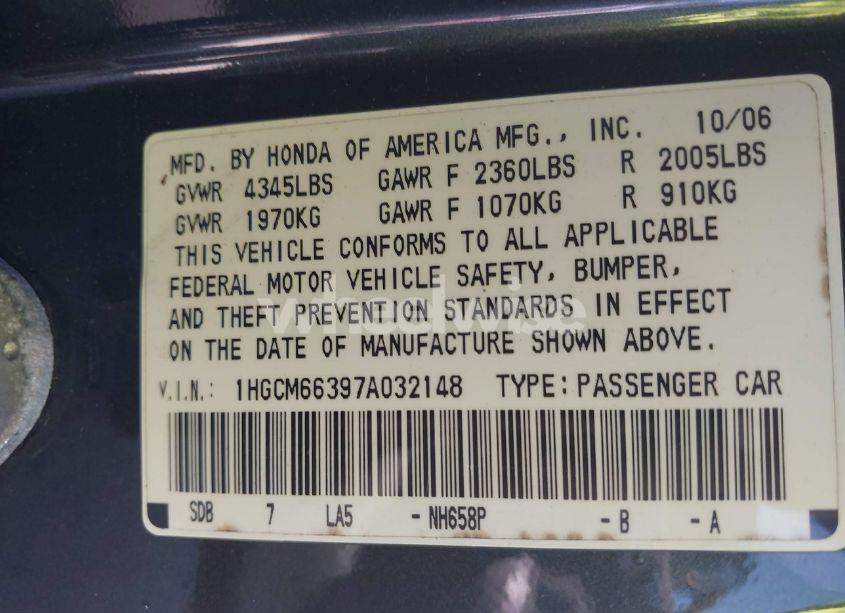 MFD. BY HONDA OF AMERICA MFG., INC. 10/06
GVWR 4345LBS GAWR F 2360LBS R 2005LBS
GVWR 1970KG GAWR F 1070KG R 910KG
THIS VEHICLE CONFORMS TO ALL APPLICABLE
FEDERAL MOTOR VEHICLE SAFETY, BUMPER,
AND THEFT PREVENTION STANDARDS IN EFFECT
ON THE DATE OF MANUFACTURE SHOWN ABOVE.
V.I.N.: 1HGCM66397A032148 TYPE: PASSENGER CAR
SDB 7 LA5 - NH658P - B - A
wheelwise